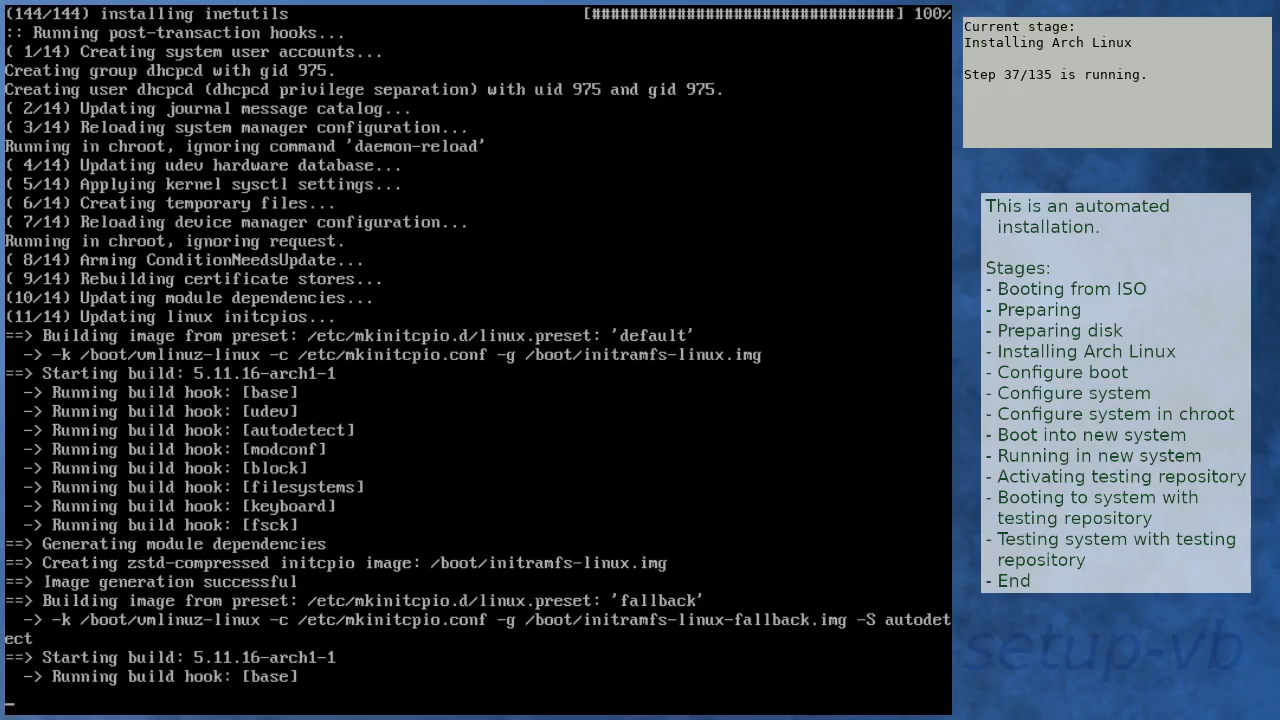 (144/144) installing inetutils [################################] 100%
:: Running post-transaction hooks...
( 1/14) Creating system user accounts...
Creating group dhcpcd with gid 975.
Creating user dhcpcd (dhcpcd privilege separation) with uid 975 and gid 975.
( 2/14) Updating journal message catalog...
( 3/14) Reloading system manager configuration...
Running in chroot, ignoring command 'daemon-reload'
( 4/14) Updating udev hardware database...
( 5/14) Applying kernel sysctl settings...
( 6/14) Creating temporary files...
( 7/14) Reloading device manager configuration...
Running in chroot, ignoring request.
( 8/14) Arming ConditionNeedsUpdate...
( 9/14) Rebuilding certificate stores...
(10/14) Updating module dependencies...
(11/14) Updating linux initcpios...
==> Building image from preset: /etc/mkinitcpio.d/linux.preset: 'default'
  -> -k /boot/vmlinuz-linux -c /etc/mkinitcpio.conf -g /boot/initramfs-linux.img
==> Starting build: 5.11.16-arch1-1
  -> Running build hook: [base]
  -> Running build hook: [udev]
  -> Running build hook: [autodetect]
  -> Running build hook: [modconf]
  -> Running build hook: [block]
  -> Running build hook: [filesystems]
  -> Running build hook: [keyboard]
  -> Running build hook: [fsck]
==> Generating module dependencies
==> Creating zstd-compressed initcpio image: /boot/initramfs-linux.img
==> Image generation successful
==> Building image from preset: /etc/mkinitcpio.d/linux.preset: 'fallback'
  -> -k /boot/vmlinuz-linux -c /etc/mkinitcpio.conf -g /boot/initramfs-linux-fallback.img -S autodet
ect
==> Starting build: 5.11.16-arch1-1
  -> Running build hook: [base]
_
Current stage:
Installing Arch Linux
Step 37/135 is running.
This is an automated
installation.
Stages:
- Booting from ISO
- Preparing
- Preparing disk
- Installing Arch Linux
- Configure boot
- Configure system
- Configure system in chroot
- Boot into new system
- Running in new system
- Activating testing repository
- Booting to system with
testing repository
- Testing system with testing
repository
- End
setup-vb